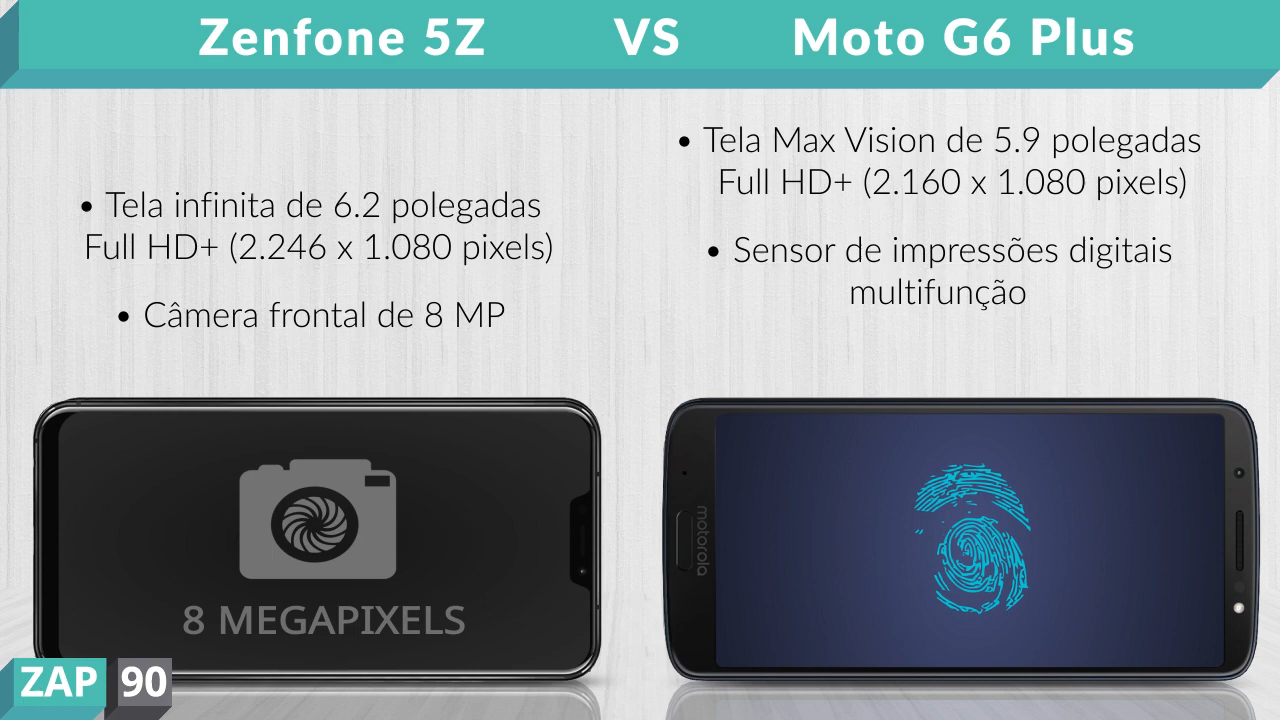 Zenfone 5Z VS Moto G6 Plus
• Tela infinita de 6.2 polegadas
Full HD+ (2.246 x 1.080 pixels)
• Câmera frontal de 8 MP
• Tela Max Vision de 5.9 polegadas
Full HD+ (2.160 x 1.080 pixels)
• Sensor de impressões digitais
multifunção
8 MEGAPIXELS
motorola
ZAP 90